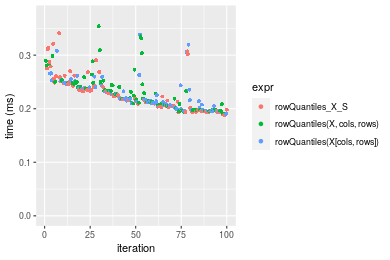 0.3
0.2
0.1
0.0
time (ms)
0
25
50
75
100
iteration
expr
rowQuantiles_X_S
rowQuantiles(X, cols, rows)
rowQuantiles(X[cols, rows])